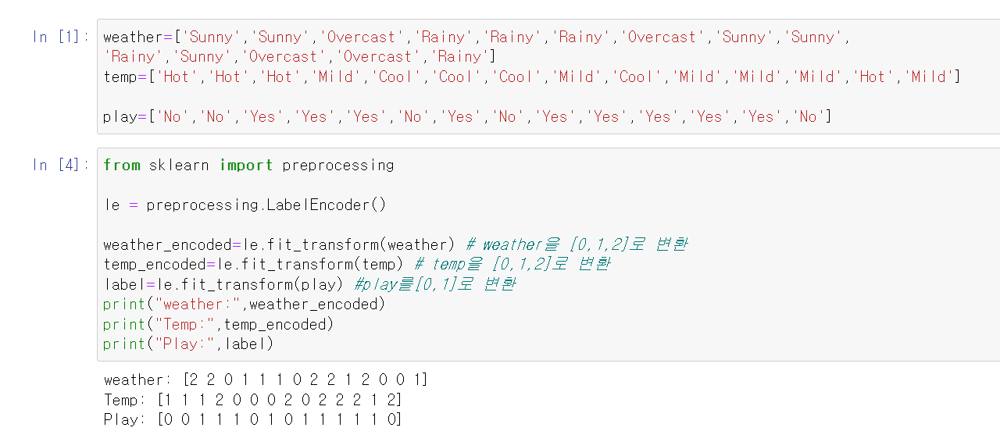 In [1]:
weather=['Sunny','Sunny','Overcast','Rainy','Rainy','Rainy','Overcast','Sunny','Sunny',
'Rainy','Sunny','Overcast','Overcast','Rainy']
temp=['Hot','Hot','Hot','Mild','Cool','Cool','Cool','Mild','Cool','Mild','Mild','Mild','Hot','Mild']
play=['No','No','Yes','Yes','Yes','No','Yes','No','Yes','Yes','Yes','Yes','Yes','No']
In [4]:
from sklearn import preprocessing
le = preprocessing.LabelEncoder()
weather_encoded=le.fit_transform(weather) # weather을 [0,1,2]로 변환
temp_encoded=le.fit_transform(temp) # temp을 [0,1,2]로 변환
label=le.fit_transform(play) #play를[0,1]로 변환
print("weather:",weather_encoded)
print("Temp:",temp_encoded)
print("Play:",label)
weather: [2 2 0 1 1 1 0 2 2 1 2 0 0 1]
Temp: [1 1 1 2 0 0 0 2 0 2 2 2 1 2]
Play: [0 0 1 1 1 0 1 0 1 1 1 1 1 0]